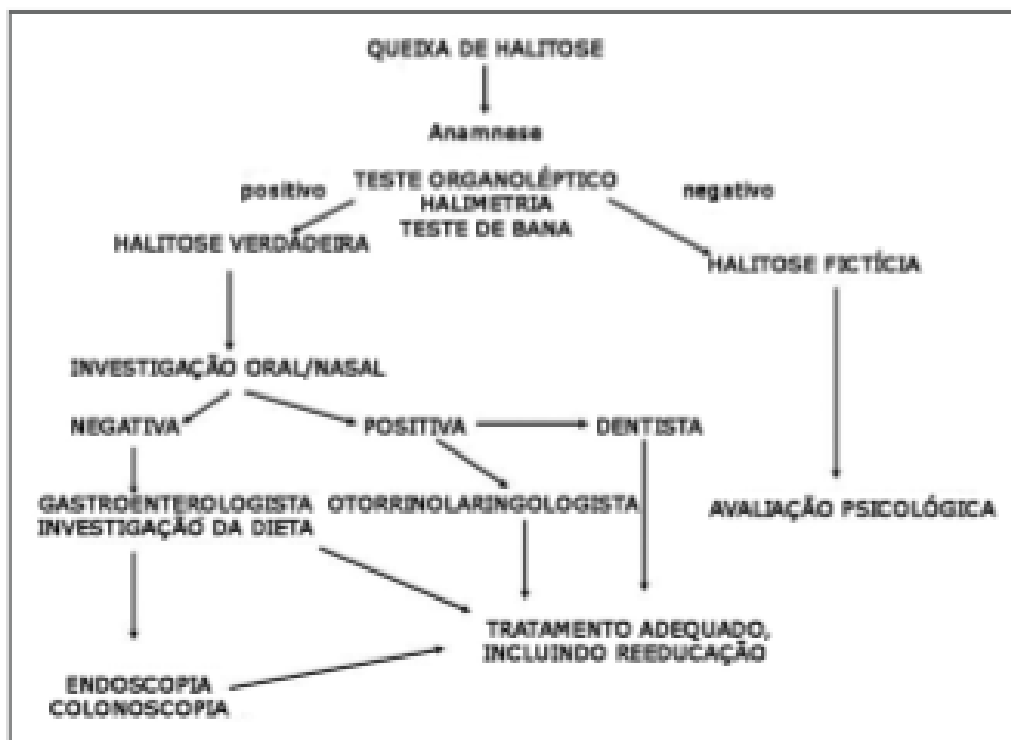 QUEIXA DE HALITOSE
Anamnese
positivo
TESTE ORGANOLÉPTICO
HALIMETRIA
TESTE DE BANA
negativo
HALITOSE VERDADEIRA
HALITOSE FICTÍCIA
INVESTIGAÇÃO ORAL/NASAL
NEGATIVA
POSITIVA
DENTISTA
GASTROENTEROLOGISTA
INVESTIGAÇÃO DA DIETA
OTORRINOLARINGOLOGISTA
AVALIAÇÃO PSICOLÓGICA
TRATAMENTO ADEQUADO,
INCLUINDO REEDUCAÇÃO
ENDOSCOPIA
COLONOSCOPIA